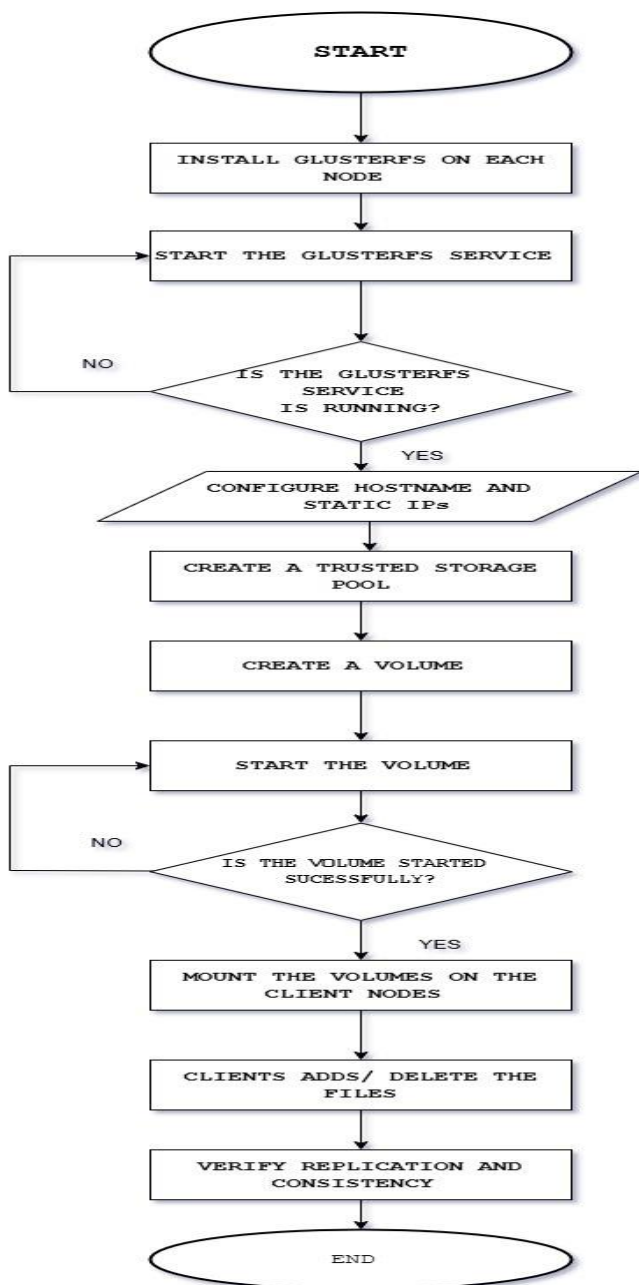 START
INSTALL GLUSTERFS ON EACH
NODE
START THE GLUSTERFS SERVICE
NO
IS THE GLUSTERFS
SERVICE
IS RUNNING?
YES
CONFIGURE HOSTNAME AND
STATIC IPs
CREATE A TRUSTED STORAGE
POOL
CREATE A VOLUME
START THE VOLUME
NO
IS THE VOLUME STARTED
SUCESSFULLY?
YES
MOUNT THE VOLUMES ON THE
CLIENT NODES
CLIENTS ADDS/ DELETE THE
FILES
VERIFY REPLICATION AND
CONSISTENCY
END